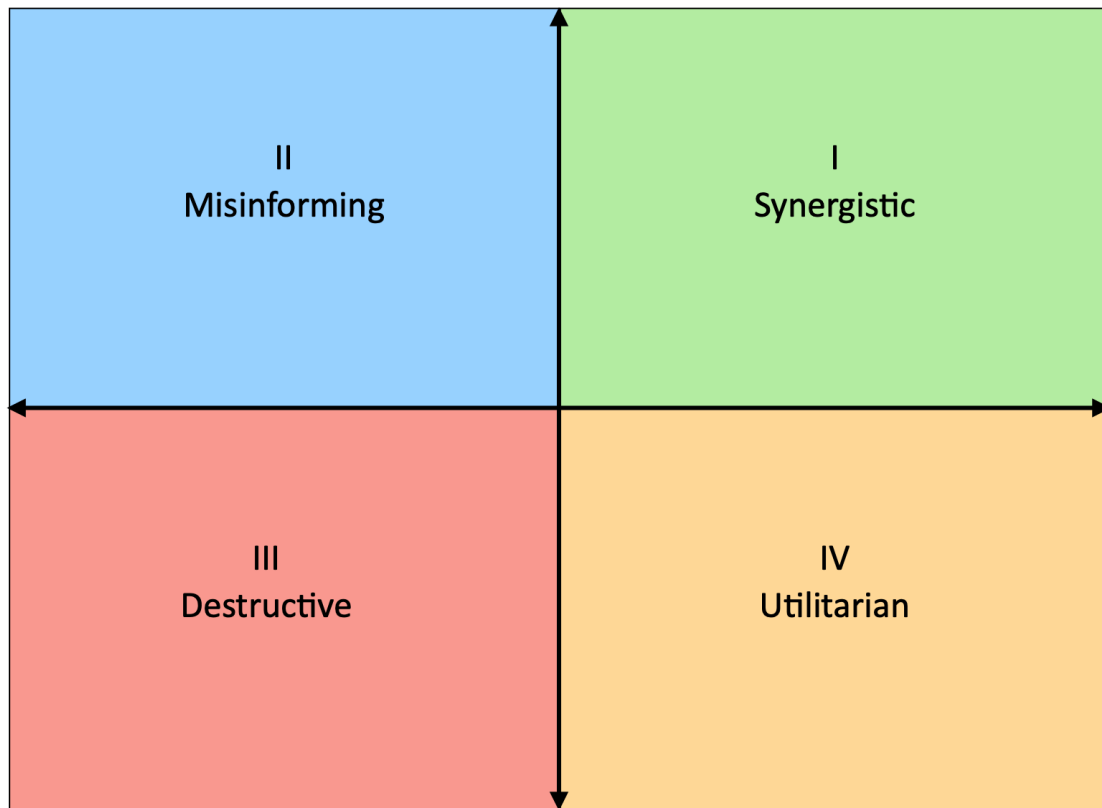 II
Misinforming
I
Synergistic
III
Destructive
IV
Utilitarian